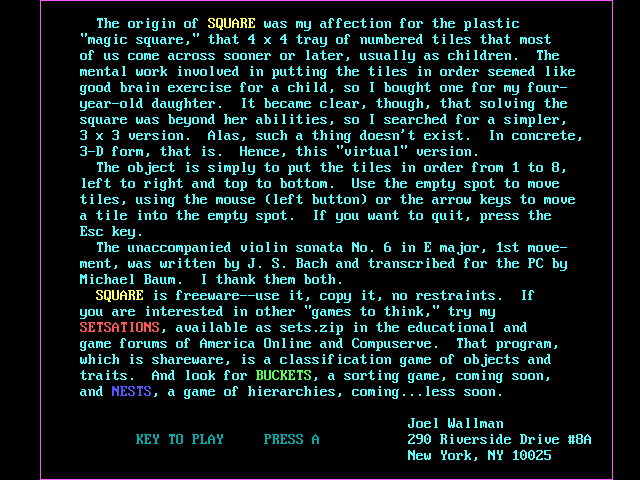 The origin of SQUARE was my affection for the plastic
"magic square," that 4 x 4 tray of numbered tiles that most
of us come across sooner or later, usually as children.  The
mental work involved in putting the tiles in order seemed like
good brain exercise for a child, so I bought one for my four-
year-old daughter.  It became clear, though, that solving the
square was beyond her abilities, so I searched for a simpler,
3 x 3 version.  Alas, such a thing doesn't exist.  In concrete,
3-D form, that is.  Hence, this "virtual" version.
The object is simply to put the tiles in order from 1 to 8,
left to right and top to bottom.  Use the empty spot to move
tiles, using the mouse (left button) or the arrow keys to move
a tile into the empty spot.  If you want to quit, press the
Esc key.
The unaccompanied violin sonata No. 6 in E major, 1st move-
ment, was written by J. S. Bach and transcribed for the PC by
Michael Baum.  I thank them both.
SQUARE is freeware--use it, copy it, no restraints.  If
you are interested in other "games to think," try my
SETSATIONS, available as sets.zip in the educational and
game forums of America Online and Compuserve.  That program,
which is shareware, is a classification game of objects and
traits.  And look for BUCKETS, a sorting game, coming soon,
and NESTS, a game of hierarchies, coming...less soon.
Joel Wallman
KEY TO PLAY     PRESS A     290 Riverside Drive #8A
New York, NY 10025